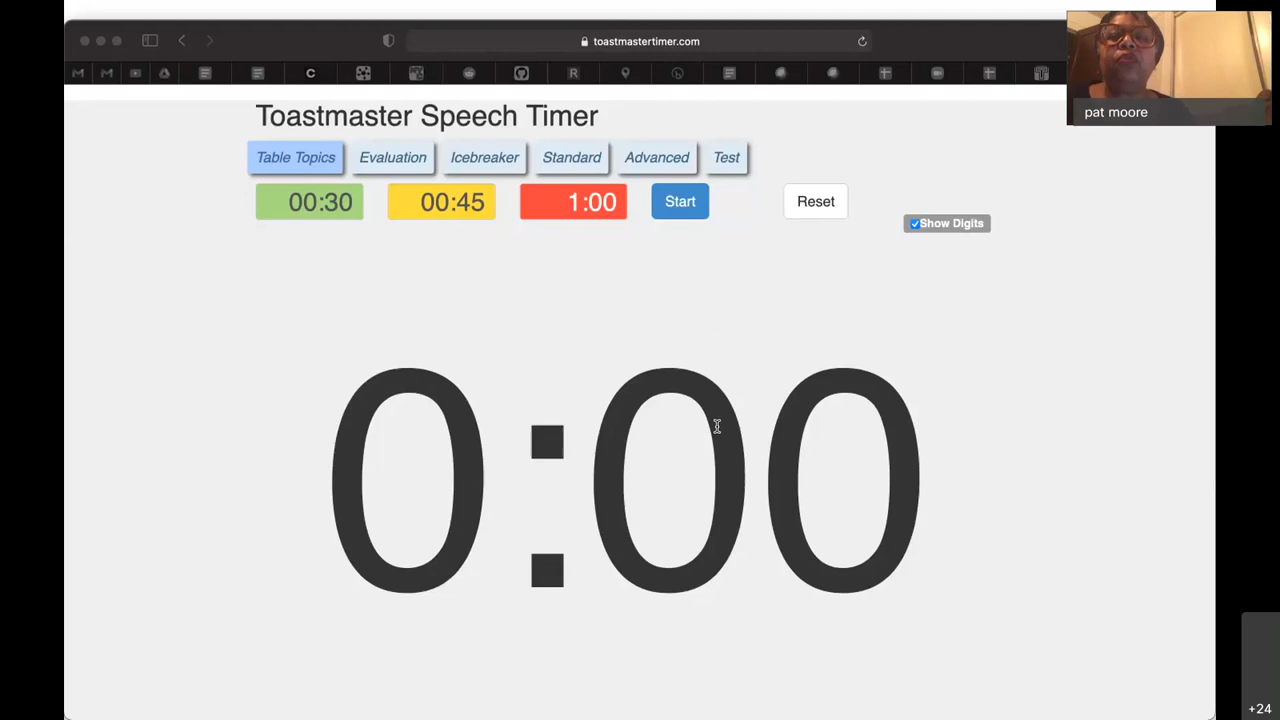 toastmastertimer.com
C
R
pat moore
Toastmaster Speech Timer
Table Topics Evaluation Icebreaker Standard Advanced Test
00:30 00:45 1:00 Start Reset
Show Digits
0:00
+24